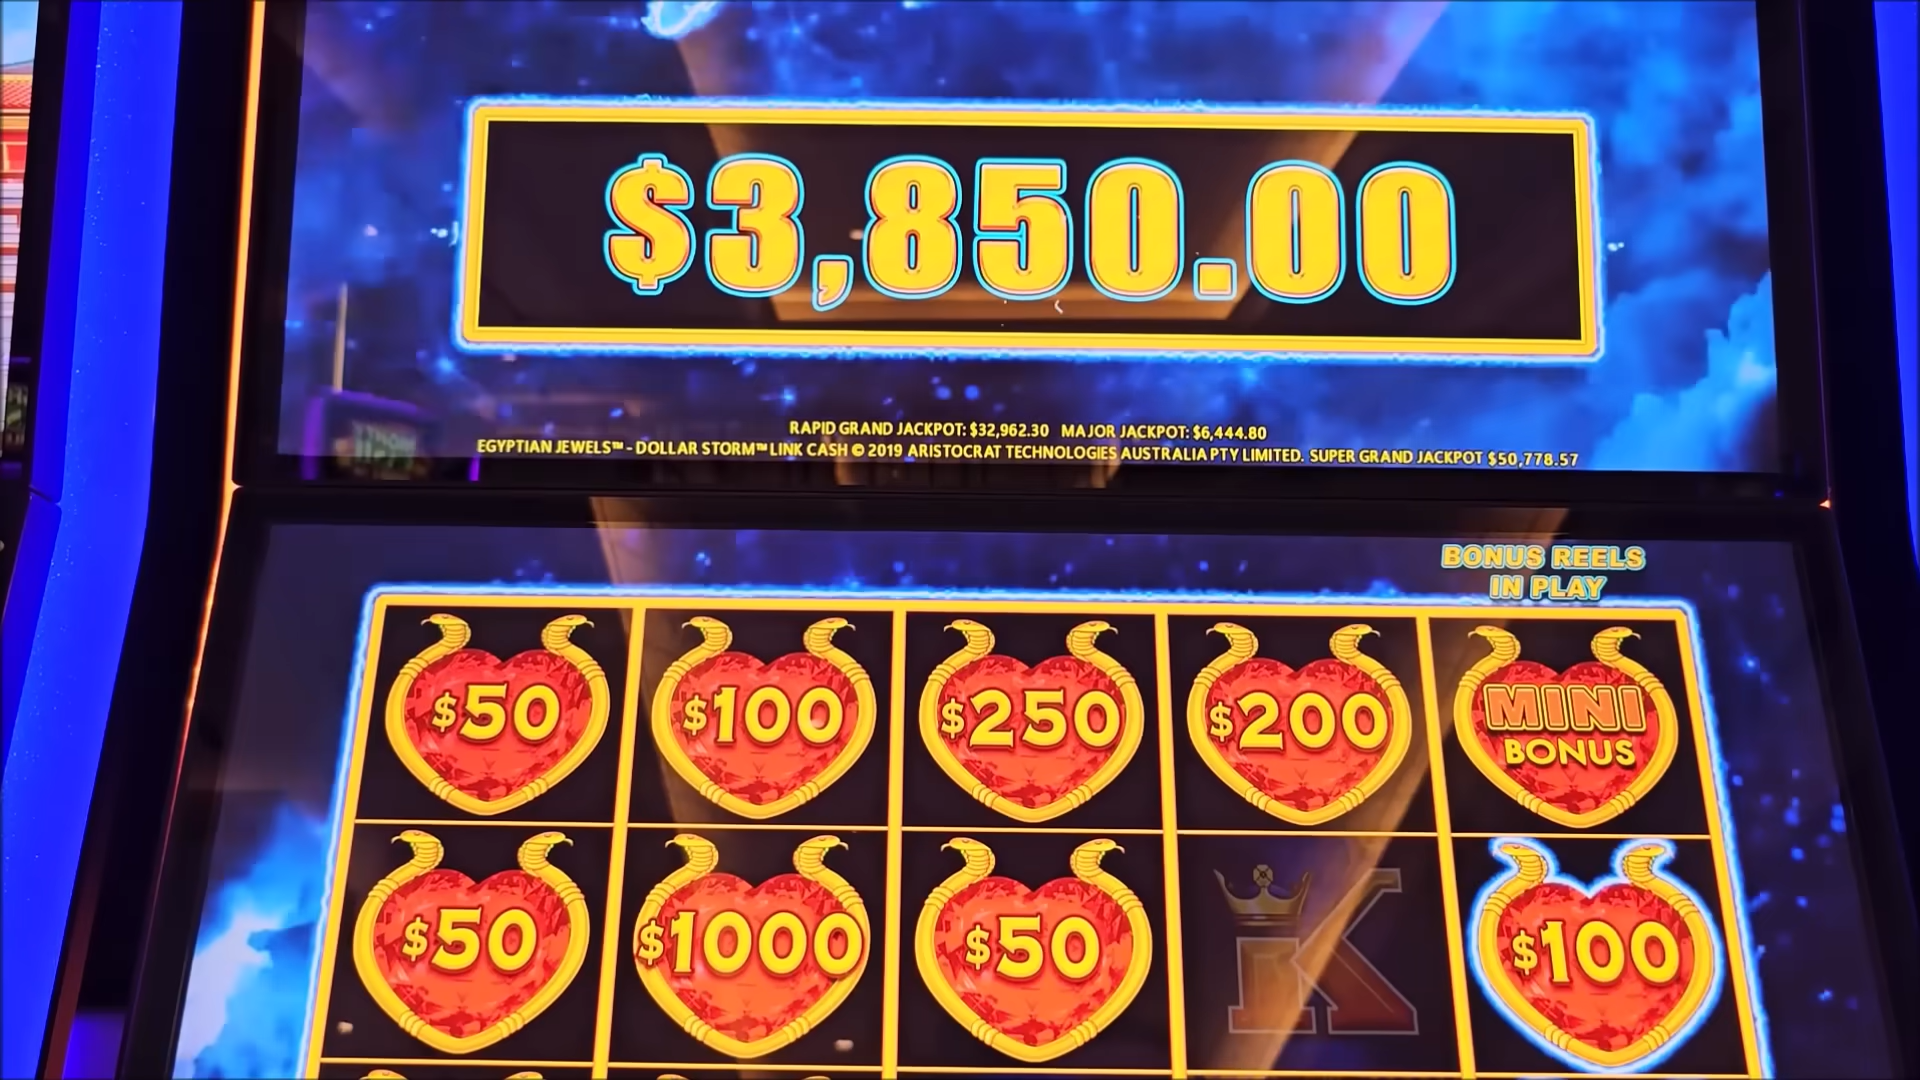 $3,850.00
RAPID GRAND JACKPOT: $32,962.30 MAJOR JACKPOT: $6,444.80
EGYPTIAN JEWELS™ - DOLLAR STORM™ LINK CASH © 2019 ARISTOCRAT TECHNOLOGIES AUSTRALIA PTY LIMITED. SUPER GRAND JACKPOT $50,778.57
BONUS REELS
IN PLAY
$50 $100 $250 $200 MINI
BONUS
$50 $1000 $50 K $100